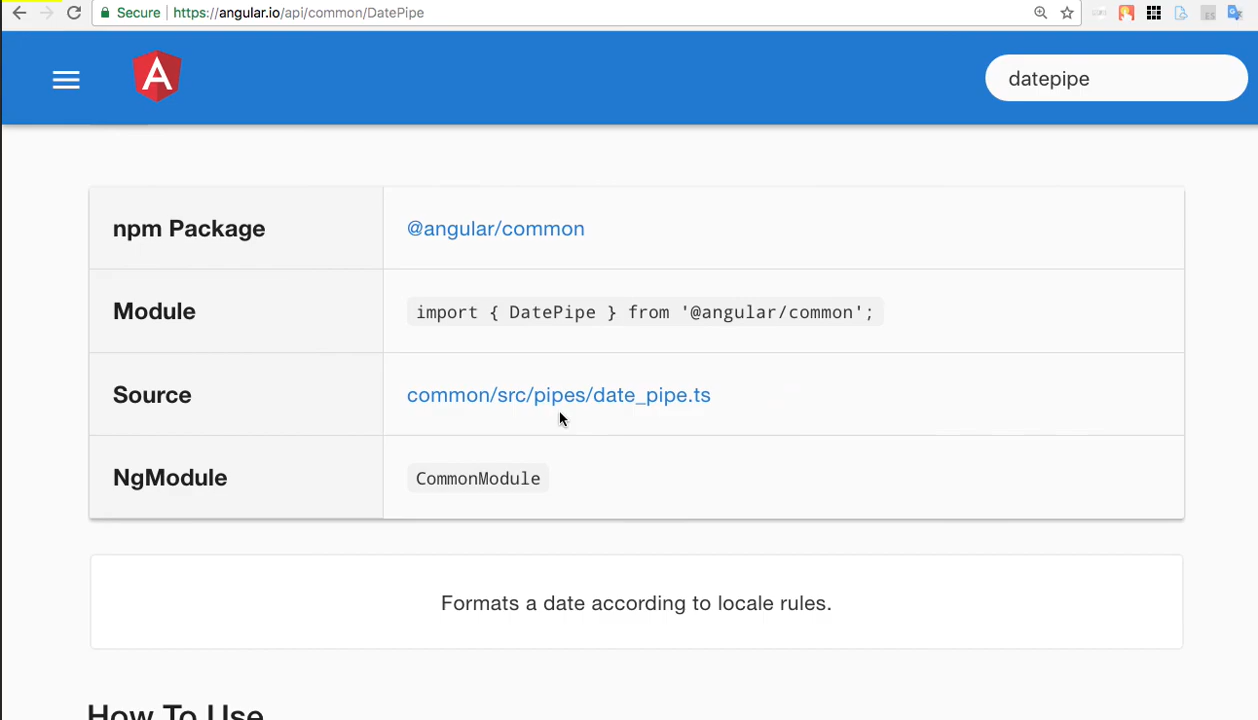 Secure https://angular.io/api/common/DatePipe
A
datepipe
npm Package @angular/common
Module import { DatePipe } from '@angular/common';
Source common/src/pipes/date_pipe.ts
NgModule CommonModule
Formats a date according to locale rules.
How To Use